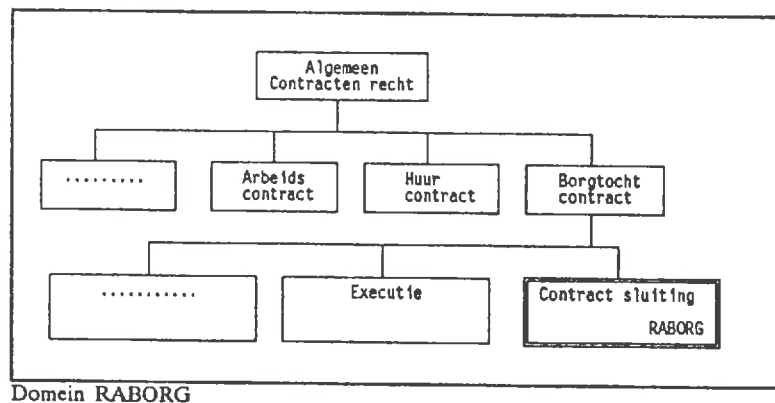 Algemeen
Contracten recht
.........
Arbeids
contract
Huur
contract
Borgtocht
contract
...........
Executie
Contract sluiting
RABORG
Domein RABORG